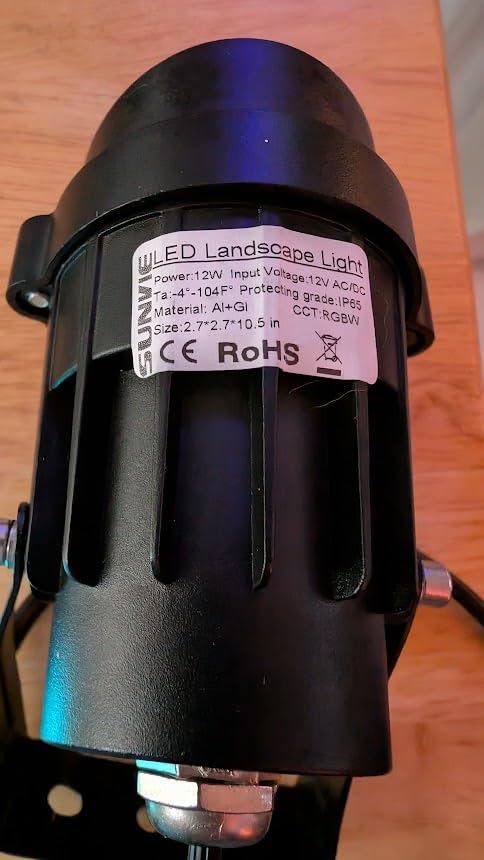 SUNVIE
LED Landscape Light
Power:12W Input Voltage:12V AC/DC
Ta:-4°-104F° Protecting grade:IP65
Material: Al+Gl CCT:RGBW
Size:2.7*2.7*10.5 in
CE RoHS